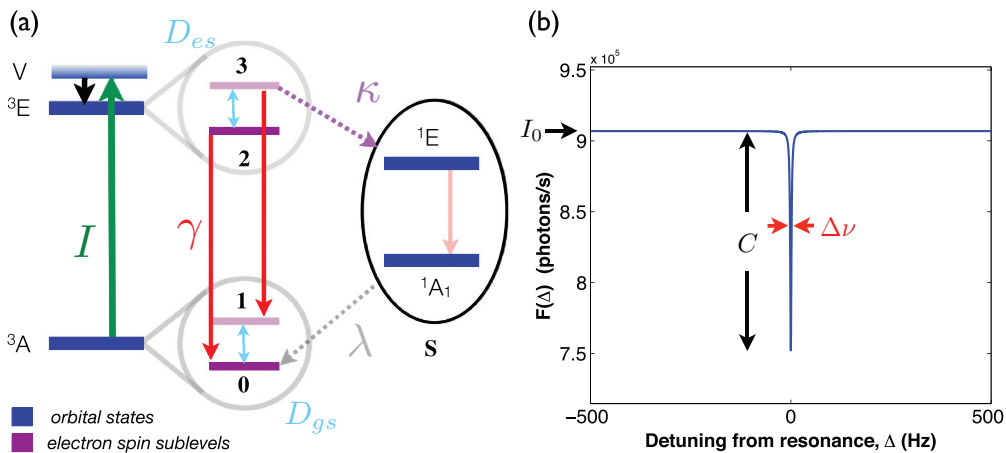 (a)
D_es
V
³E
3
κ
2
¹E
I
γ
¹A₁
1
³A
λ
S
0
D_gs
orbital states
electron spin sublevels
(b)
x 10⁵
9.5
I₀
9
8.5
C
Δν
8
7.5
F(Δ) (photons/s)
−500
0
500
Detuning from resonance, Δ (Hz)